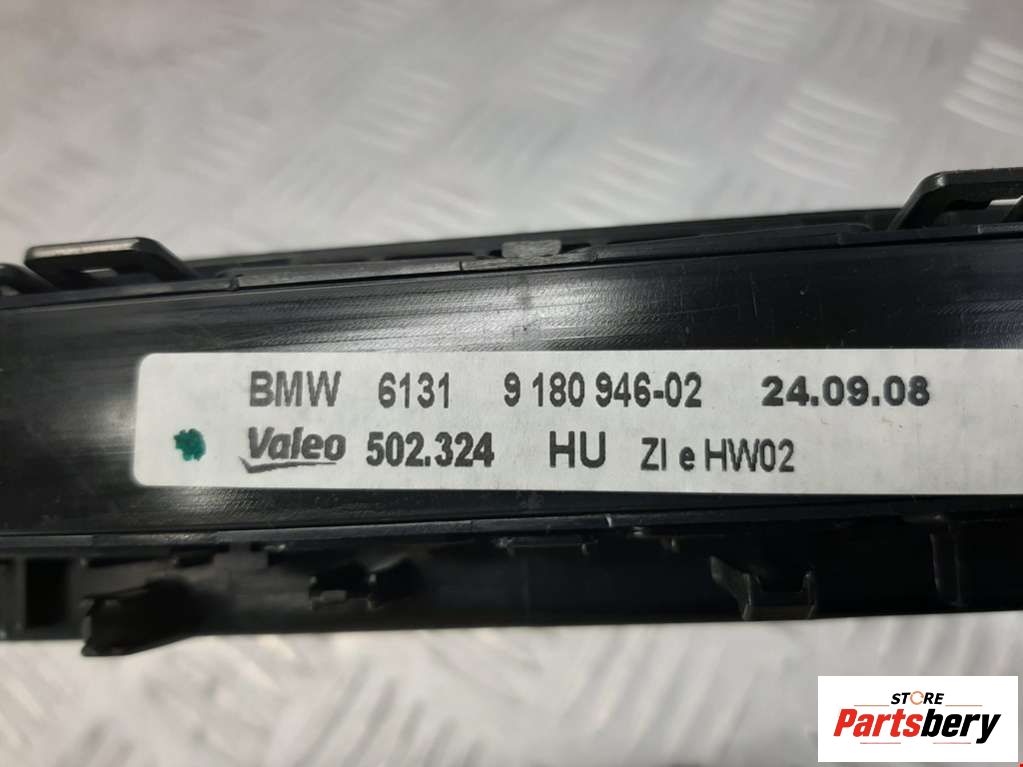 BMW 6131 9 180 946-02 24.09.08
Valeo 502.324 HU ZI e HW02
STORE
Partsbery